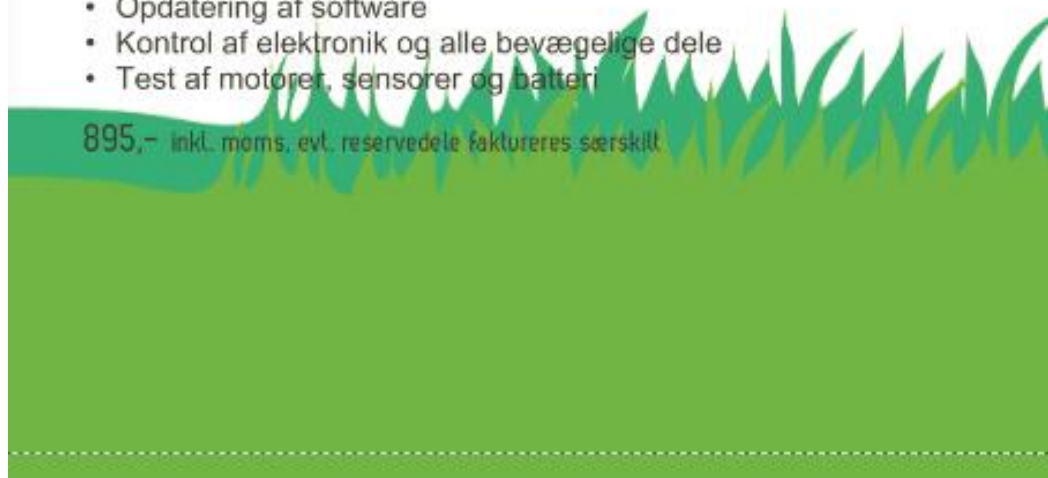 • Opdatering af software
• Kontrol af elektronik og alle bevægelige dele
• Test af motorer, sensorer og batteri
895,- inkl. moms, evt. reservedele faktureres særskilt